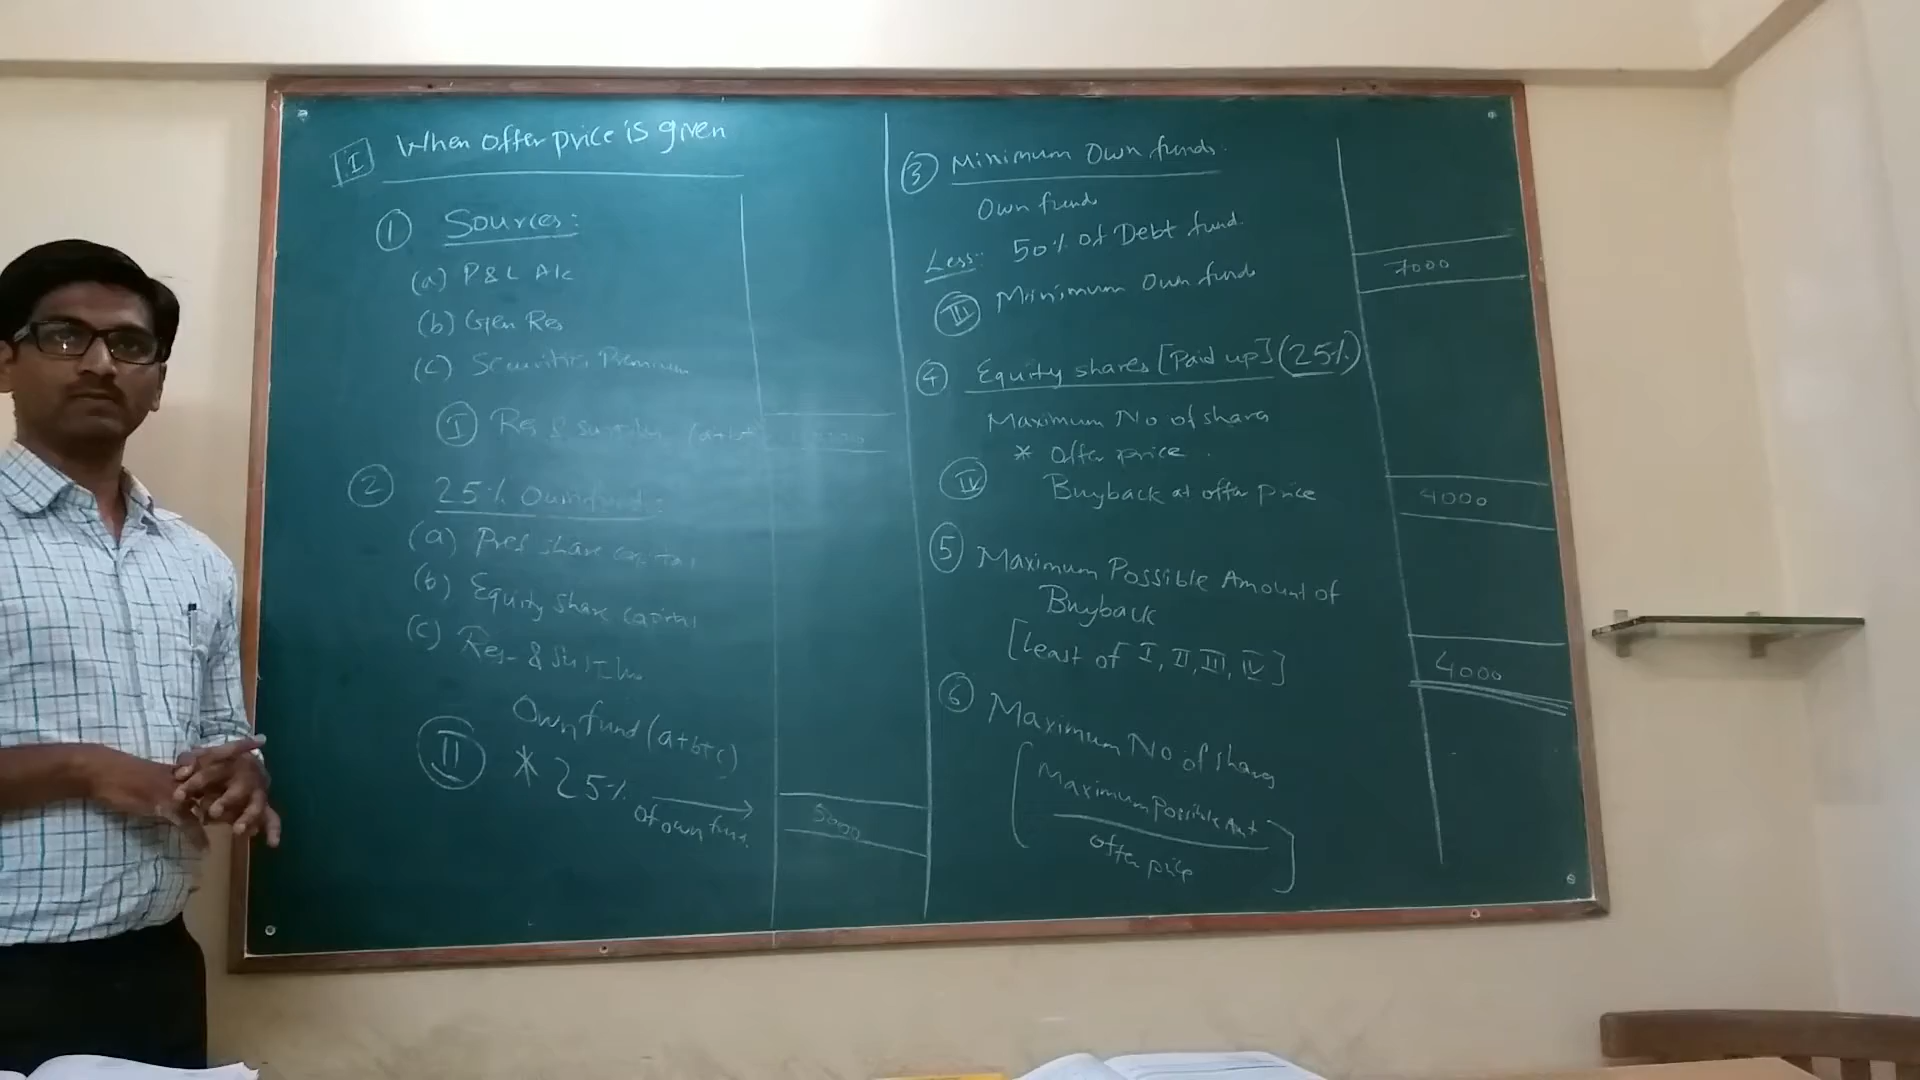 I When offer price is given
1 Sources:
(a) P&L A/c
(b) Gen Res
(c) Securities Premium
I Res & Surplus (a+b+
2 25% Own fund:
(a) Pref share capital
(b) Equity share capital
(c) Res & Surplus
Own fund (a+b+c)
II * 25% of own fund. 5000
3 Minimum Own funds.
Own funds
Less: 50% of Debt fund.
III Minimum Own funds 7000
4 Equity shares [Paid up] (25%)
Maximum No of shares
* Offer price.
IV Buyback at offer price 4000
5 Maximum Possible Amount of
Buyback
[Least of I, II, III, IV] 4000
6 Maximum No of shares
[Maximum Possible Amt
offer price]